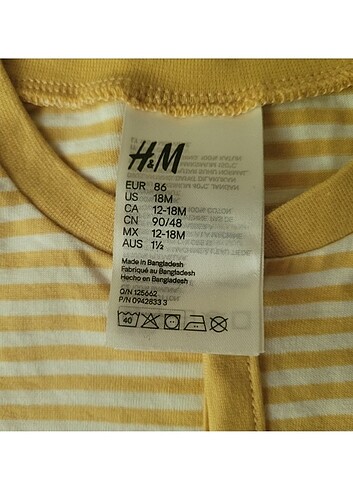 H&M
EUR 86
US 18M
CA 12-18M
CN 90/48
MX 12-18M
AUS 1½
Made in Bangladesh
Fabriqué au Bangladesh
Hecho en Bangladesh
Q/N 125662
P/N 0942833 3
40